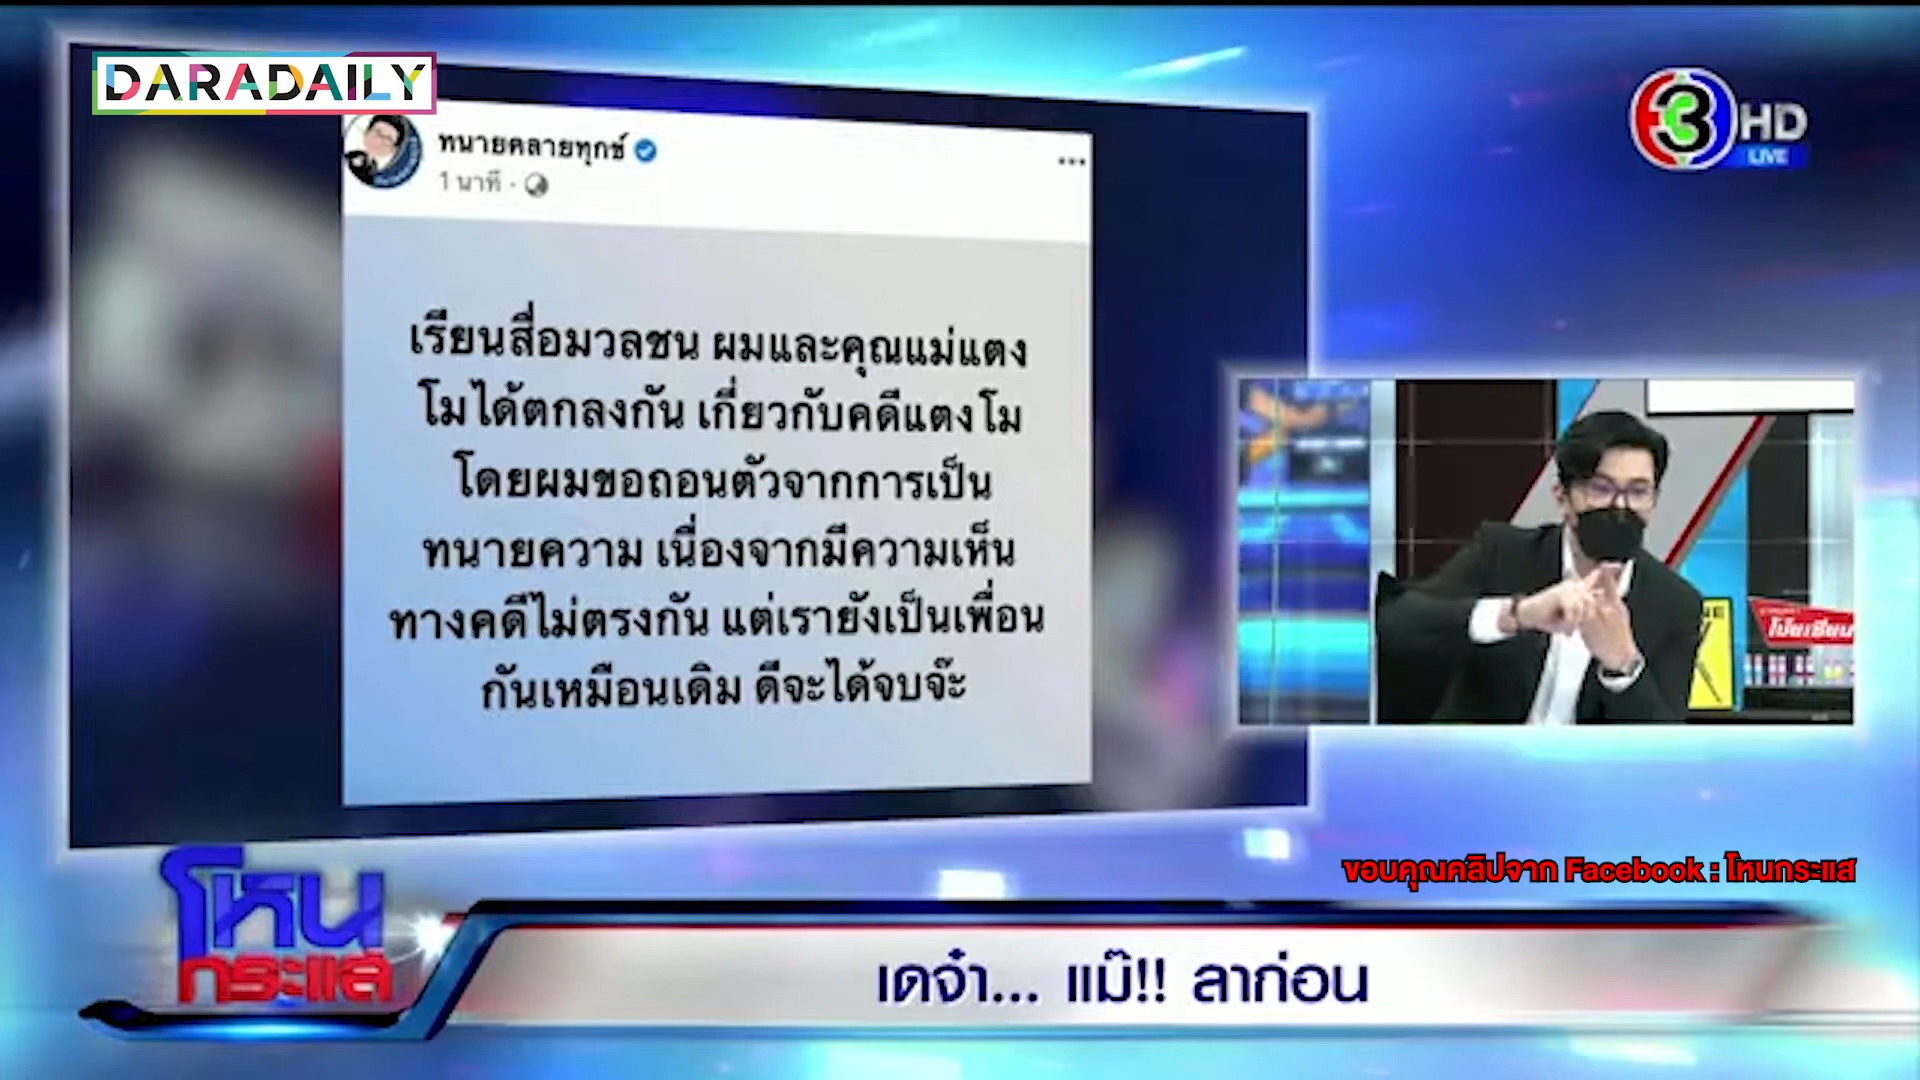 DARADAILY
3 HD
LIVE
ทนายคลายทุกข์
1 นาที ·
เรียนสื่อมวลชน ผมและคุณแม่แตง
โมได้ตกลงกัน เกี่ยวกับคดีแตงโม
โดยผมขอถอนตัวจากการเป็น
ทนายความ เนื่องจากมีความเห็น
ทางคดีไม่ตรงกัน แต่เรายังเป็นเพื่อน
กันเหมือนเดิม ดีจะได้จบจ๊ะ
โป๊ยเซียน
ขอบคุณคลิปจาก Facebook : โหนกระแส
โหน
กระแส
เดจ๋า... แม๊!! ลาก่อน